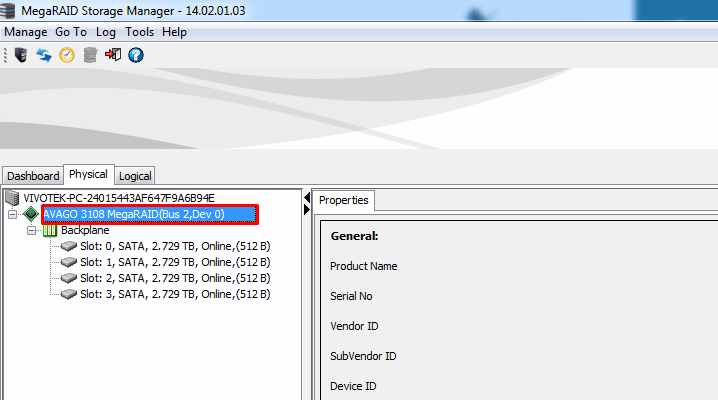 MegaRAID Storage Manager - 14.02.01.03
Manage Go To Log Tools Help
Dashboard Physical Logical
VIVOTEK-PC-24015443AF647F9A6B94E
AVAGO 3108 MegaRAID(Bus 2,Dev 0)
Backplane
Slot: 0, SATA, 2.729 TB, Online,(512 B)
Slot: 1, SATA, 2.729 TB, Online,(512 B)
Slot: 2, SATA, 2.729 TB, Online,(512 B)
Slot: 3, SATA, 2.729 TB, Online,(512 B)
Properties
General:
Product Name
Serial No
Vendor ID
SubVendor ID
Device ID